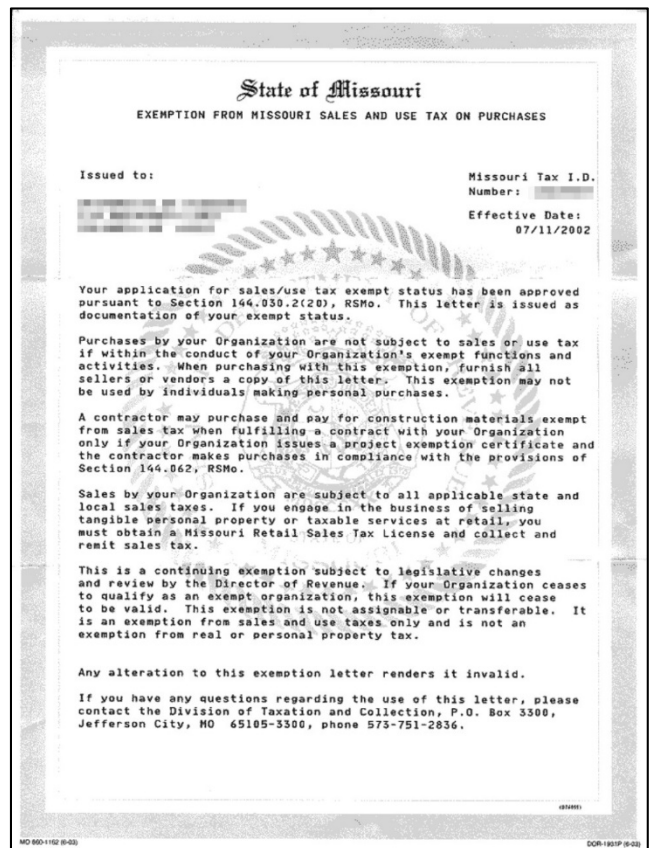 State of Missouri
EXEMPTION FROM MISSOURI SALES AND USE TAX ON PURCHASES
Issued to:
Missouri Tax I.D.
Number:
Effective Date:
07/11/2002
Your application for sales/use tax exempt status has been approved
pursuant to Section 144.030.2(20), RSMo. This letter is issued as
documentation of your exempt status.
Purchases by your Organization are not subject to sales or use tax
if within the conduct of your Organization's exempt functions and
activities. When purchasing with this exemption, furnish all
sellers or vendors a copy of this letter. This exemption may not
be used by individuals making personal purchases.
A contractor may purchase and pay for construction materials exempt
from sales tax when fulfilling a contract with your Organization
only if your Organization issues a project exemption certificate and
the contractor makes purchases in compliance with the provisions of
Section 144.062, RSMo.
Sales by your Organization are subject to all applicable state and
local sales taxes. If you engage in the business of selling
tangible personal property or taxable services at retail, you
must obtain a Missouri Retail Sales Tax License and collect and
remit sales tax.
This is a continuing exemption subject to legislative changes
and review by the Director of Revenue. If your Organization ceases
to qualify as an exempt organization, this exemption will cease
to be valid. This exemption is not assignable or transferable. It
is an exemption from sales and use taxes only and is not an
exemption from real or personal property tax.
Any alteration to this exemption letter renders it invalid.
If you have any questions regarding the use of this letter, please
contact the Division of Taxation and Collection, P.O. Box 3300,
Jefferson City, MO 65105-3300, phone 573-751-2836.
MO 860-1152 (6-03)
DOR-1901P (6-03)